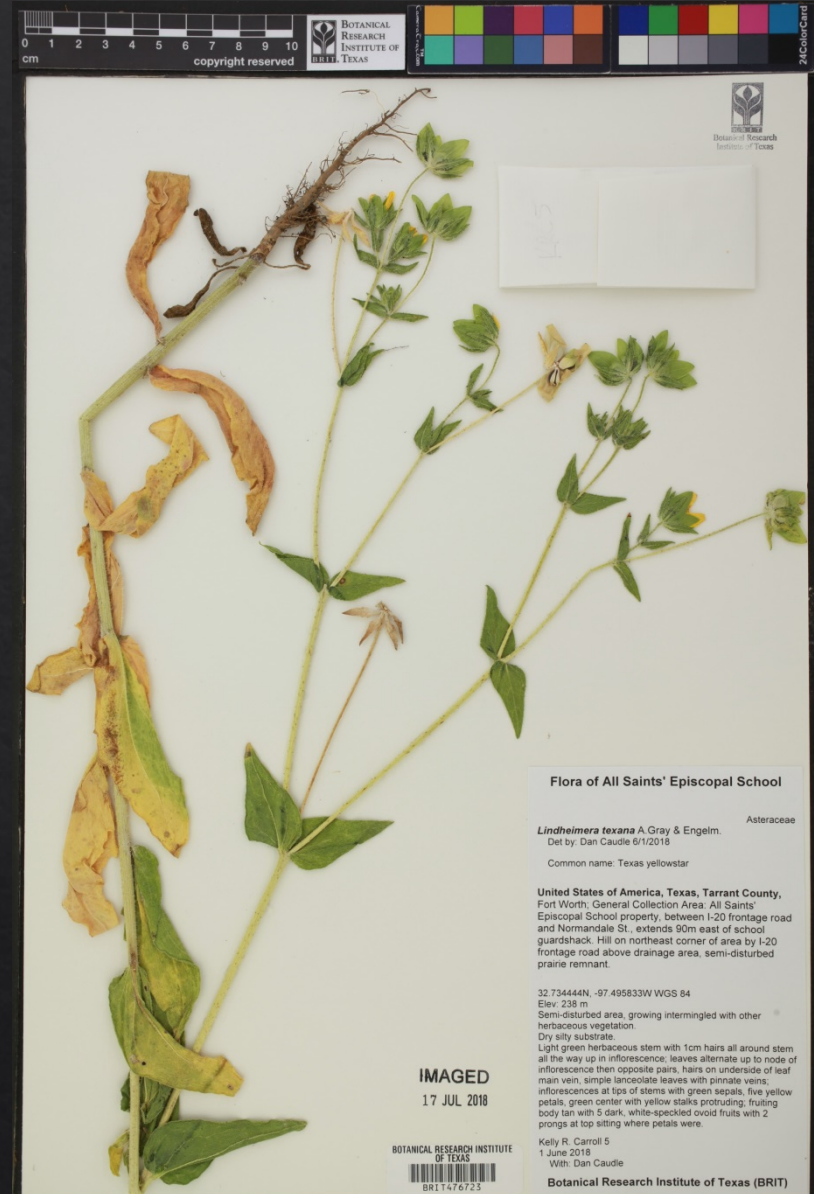 0 1 2 3 4 5 6 7 8 9 10
cm
copyright reserved
BRIT
BOTANICAL
RESEARCH
INSTITUTE OF
TEXAS
24ColorCard
BRIT
Botanical Research
Institute of Texas
Flora of All Saints' Episcopal School
Asteraceae
Lindheimera texana A.Gray & Engelm.
Det by: Dan Caudle 6/1/2018
Common name: Texas yellowstar
United States of America, Texas, Tarrant County,
Fort Worth; General Collection Area: All Saints'
Episcopal School property, between I-20 frontage road
and Normandale St., extends 90m east of school
guardshack. Hill on northeast corner of area by I-20
frontage road above drainage area, semi-disturbed
prairie remnant.
32.734444N, -97.495833W WGS 84
Elev: 238 m
Semi-disturbed area, growing intermingled with other
herbaceous vegetation.
Dry silty substrate.
Light green herbaceous stem with 1cm hairs all around stem
all the way up in inflorescence; leaves alternate up to node of
inflorescence then opposite pairs, hairs on underside of leaf
main vein, simple lanceolate leaves with pinnate veins;
inflorescences at tips of stems with green sepals, five yellow
petals, green center with yellow stalks protruding; fruiting
body tan with 5 dark, white-speckled ovoid fruits with 2
prongs at top sitting where petals were.
Kelly R. Carroll 5
1 June 2018
With: Dan Caudle
Botanical Research Institute of Texas (BRIT)
IMAGED
17 JUL 2018
BOTANICAL RESEARCH INSTITUTE
OF TEXAS
BRIT476723